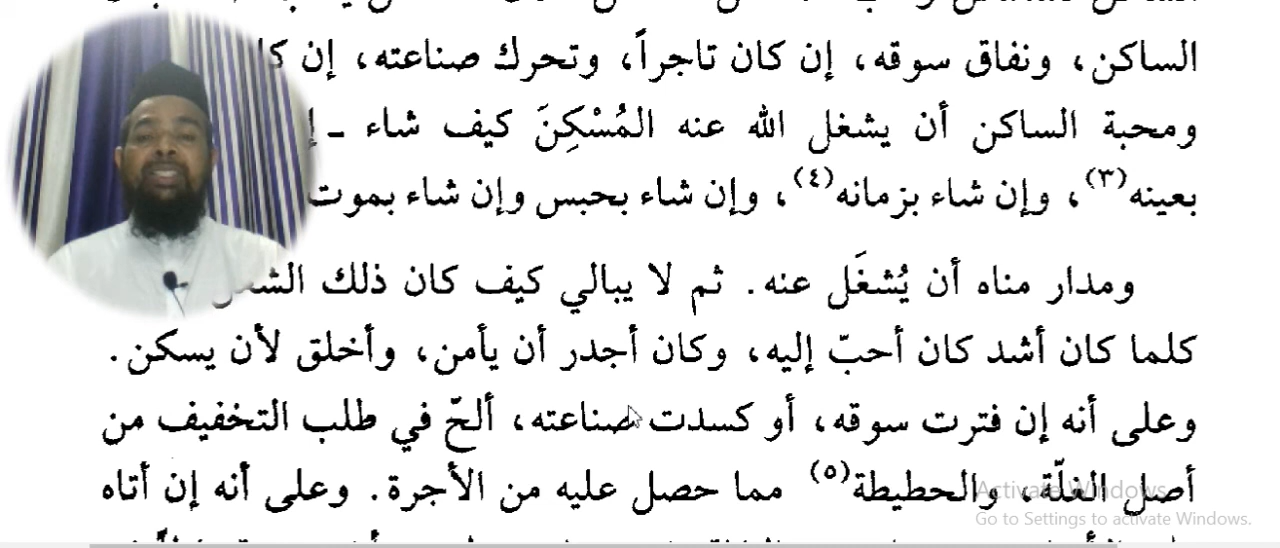 الساكن، ونفاق سوقه، إن كان تاجراً، وتحرك صناعته، إن
ومحبة الساكن أن يشغل الله عنه المُسْكِنَ كيف شاء ـ
بعينه(٣)، وإن شاء بزمانه(٤)، وإن شاء بحبس وإن شاء بموت
ومدار مناه أن يُشغَل عنه. ثم لا يبالي كيف كان ذلك
كلما كان أشد كان أحبّ إليه، وكان أجدر أن يأمن، وأخلق لأن يسكن.
وعلى أنه إن فترت سوقه، أو كسدت صناعته، ألحّ في طلب التخفيف من
أصل الغلّة، والحطيطة(٥) مما حصل عليه من الأجرة. وعلى أنه إن أتاه
Activate Windows
Go to Settings to activate Windows.